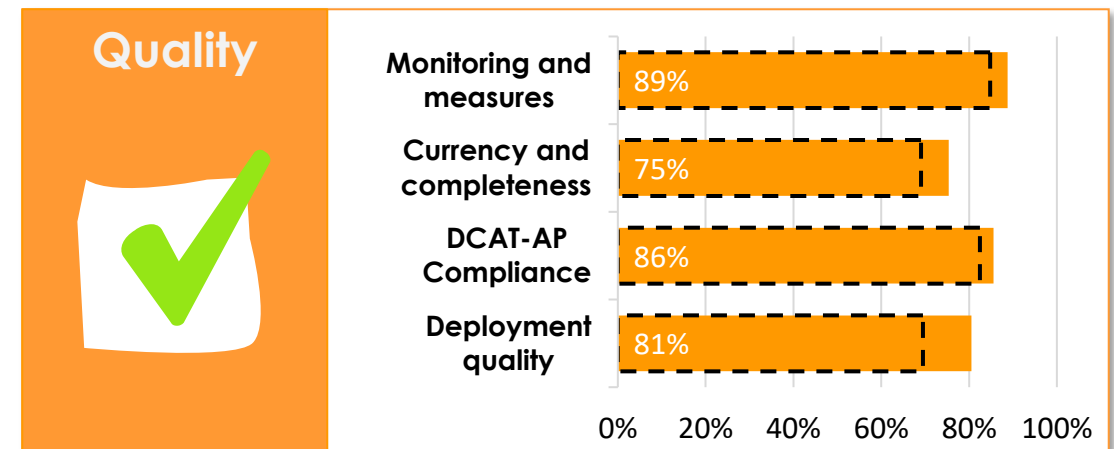 Quality
Monitoring and
measures
89%
Currency and
completeness
75%
DCAT-AP
Compliance
86%
Deployment
quality
81%
0% 20% 40% 60% 80% 100%